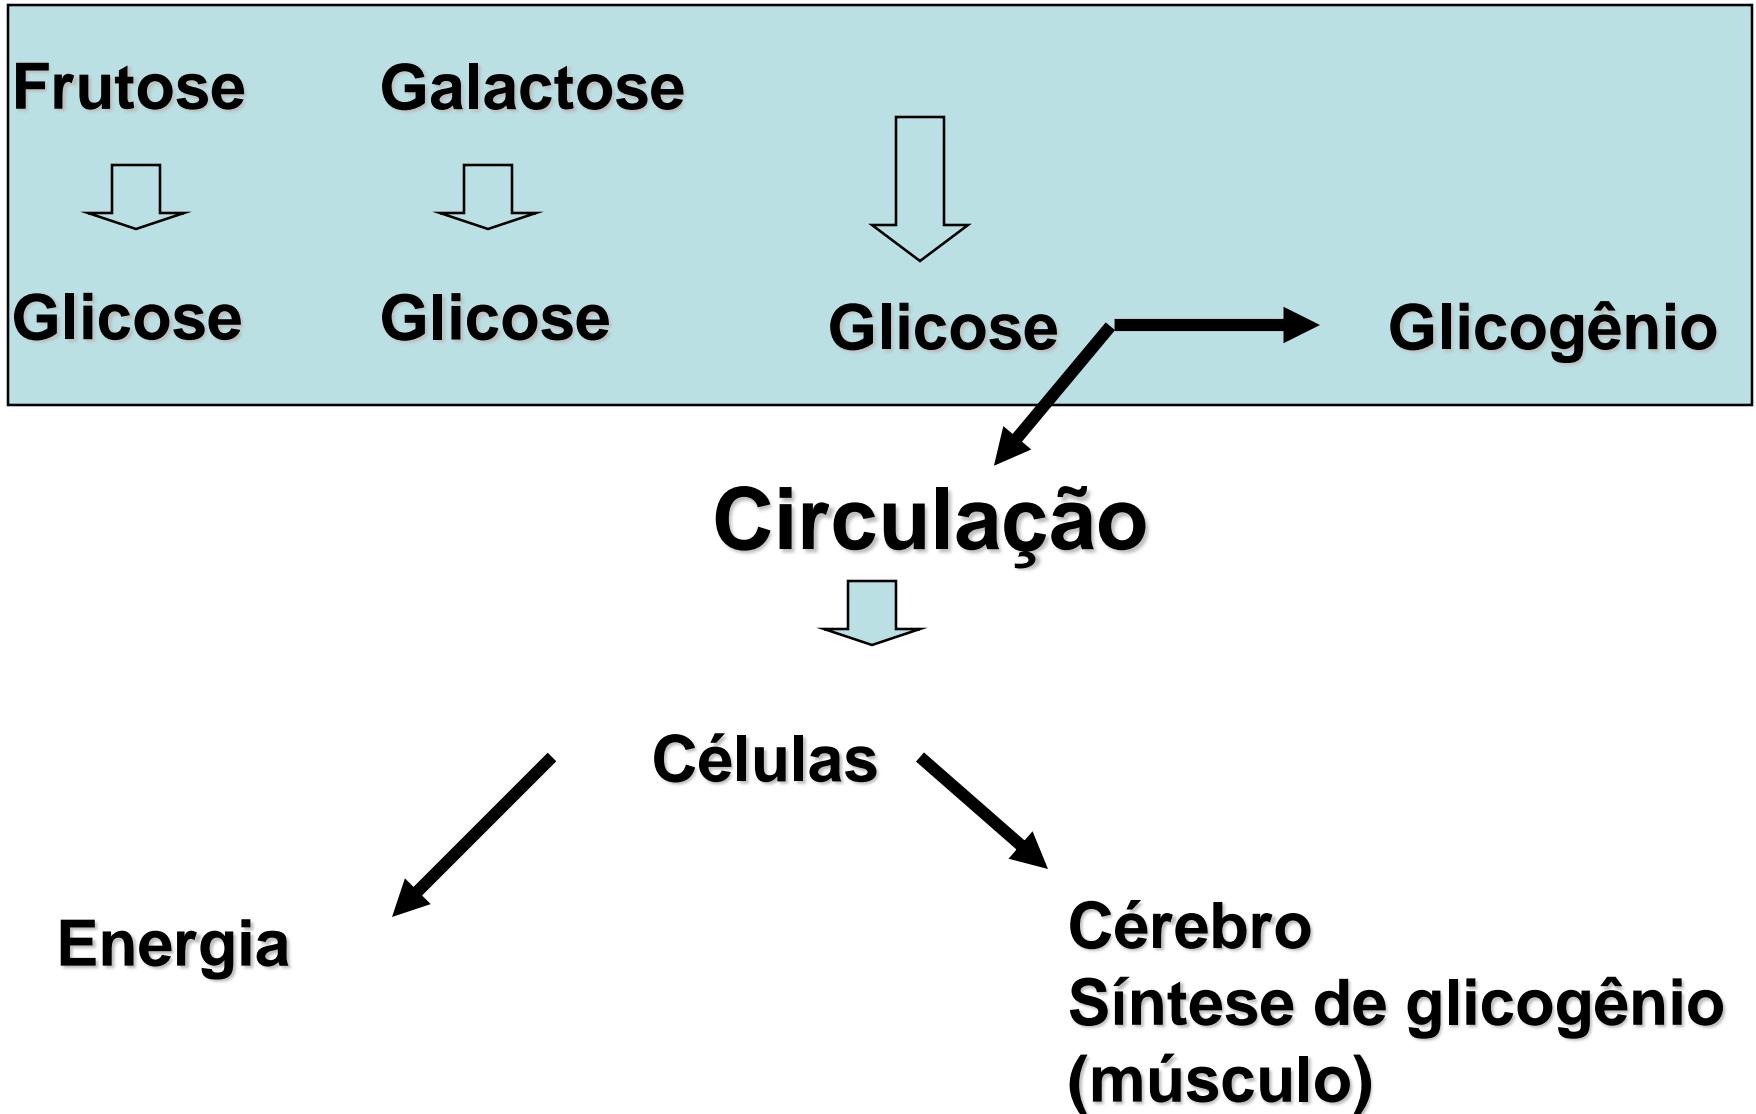 Frutose Galactose
Glicose Glicose Glicose Glicogênio
Circulação
Células
Energia
Cérebro
Síntese de glicogênio
(músculo)